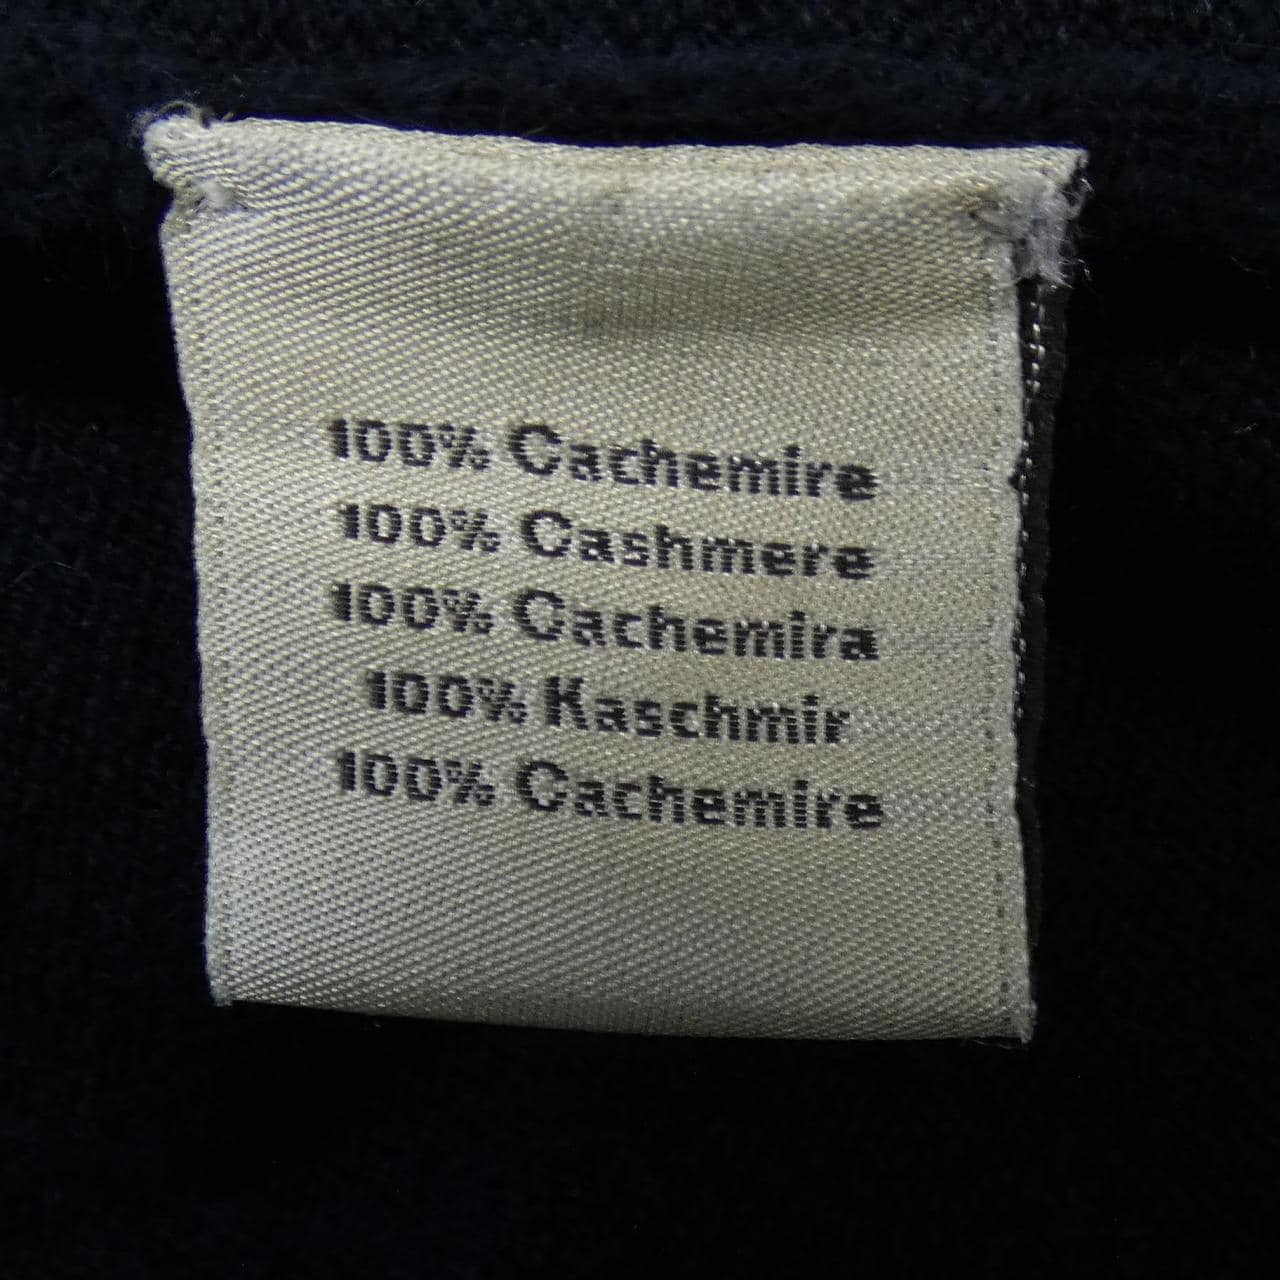 100% Cachemire
100% Cashmere
100% Cachemira
100% Kaschmir
100% Cachemire